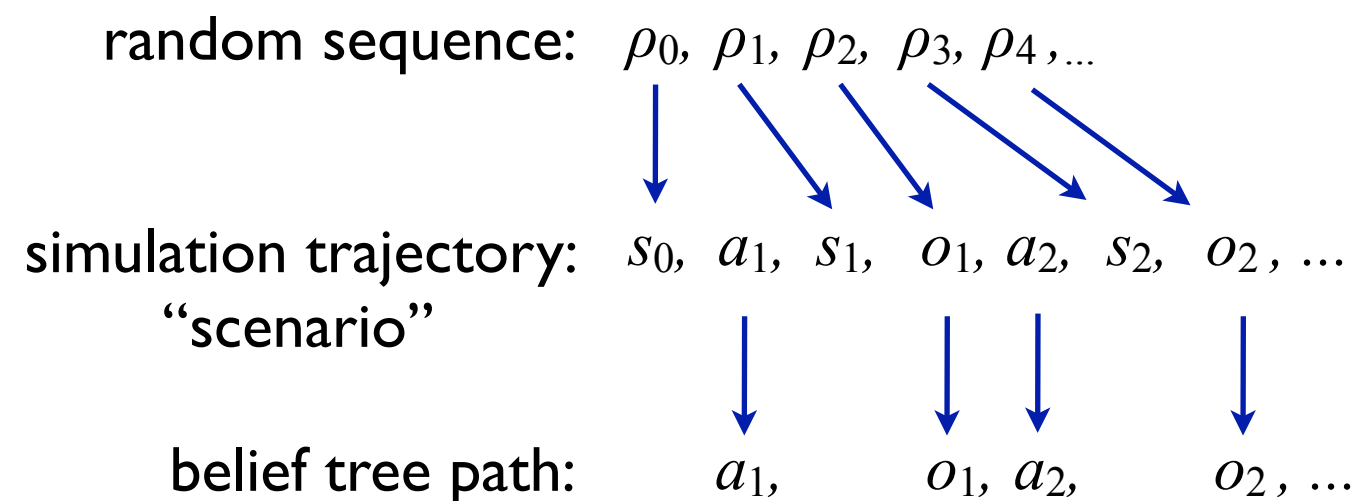 random sequence: ρ0, ρ1, ρ2, ρ3, ρ4 ,...
simulation trajectory: s0, a1, s1, o1, a2, s2, o2 , ...
“scenario”
belief tree path: a1, o1, a2, o2 , ...